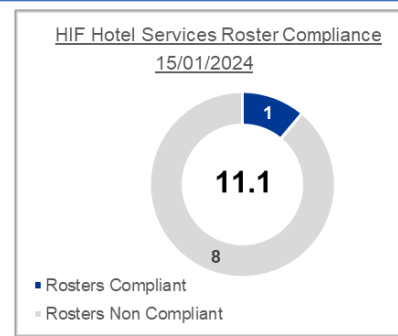 HIF Hotel Services Roster Compliance
15/01/2024
1
11.1
8
Rosters Compliant
Rosters Non Compliant